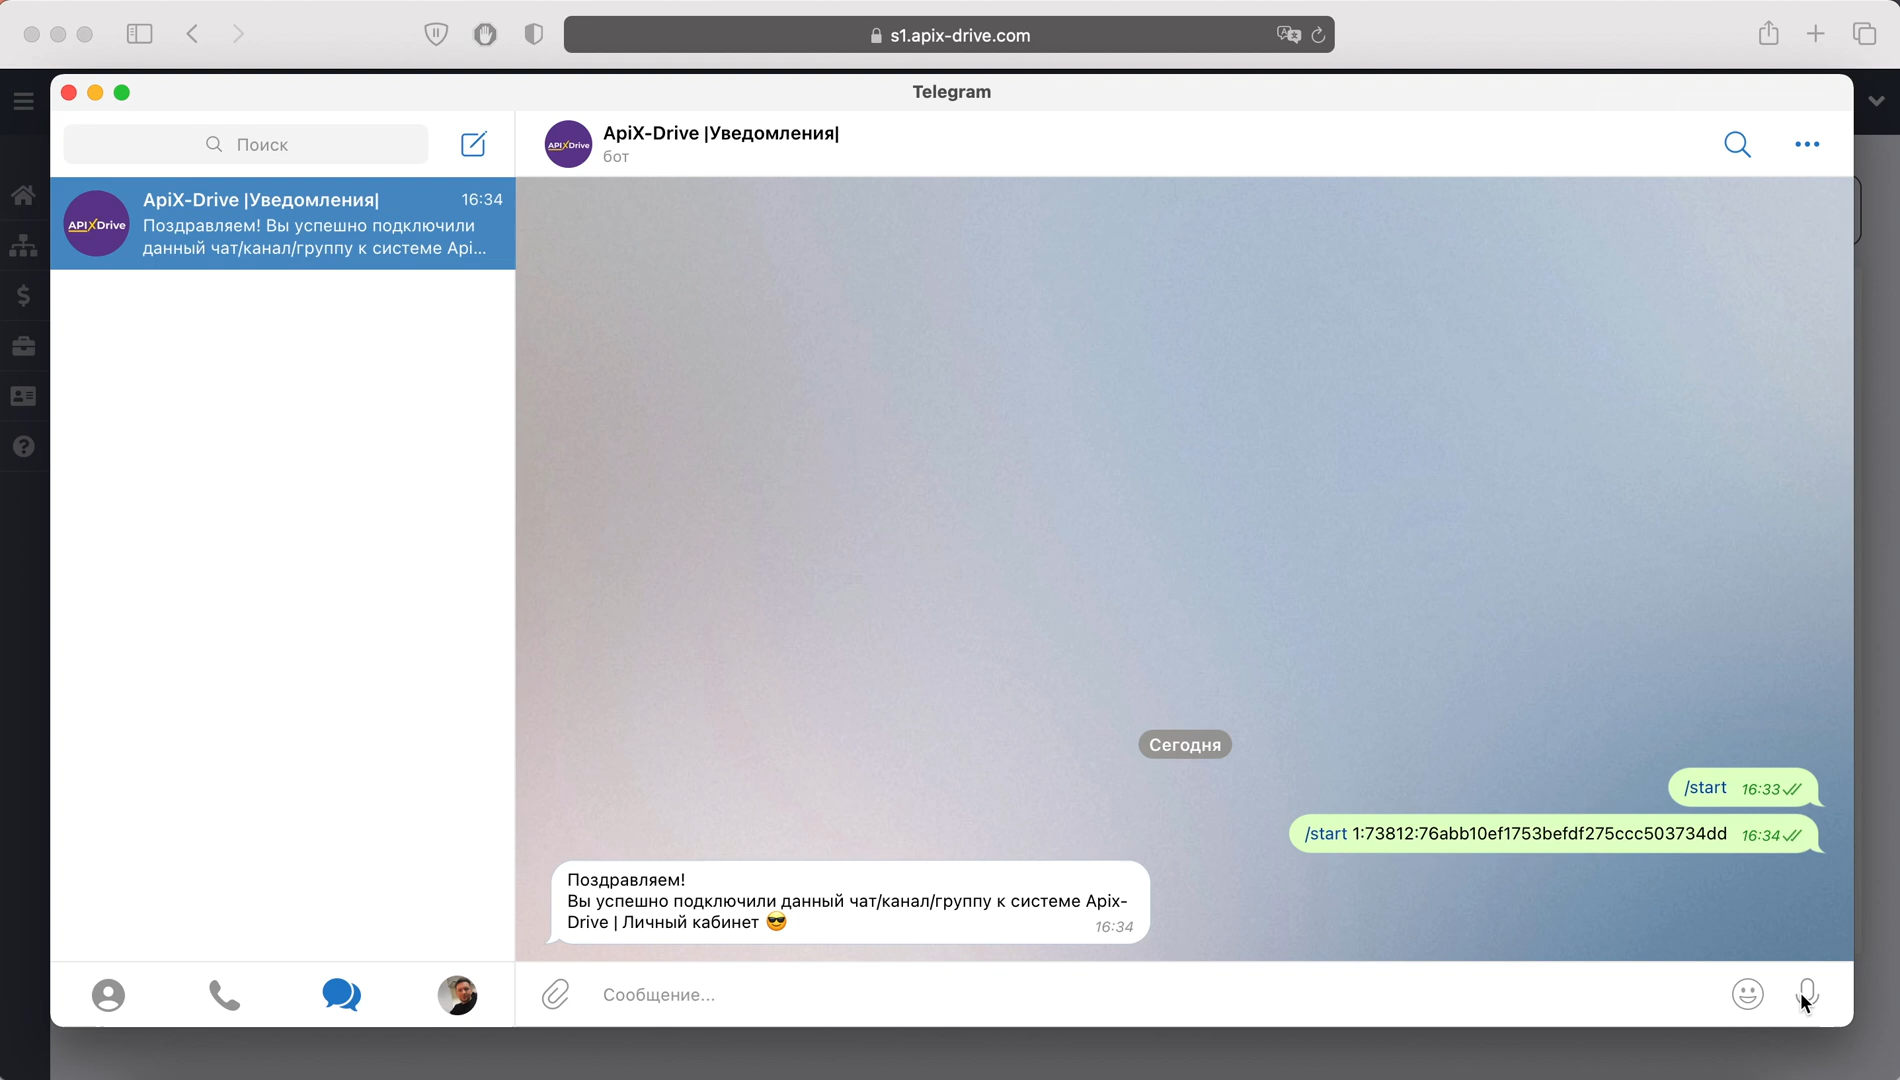 s1.apix-drive.com
Telegram
Поиск
ApiX-Drive |Уведомления|
бот
APIXDrive
APIXDrive
ApiX-Drive |Уведомления| 16:34
Поздравляем! Вы успешно подключили
данный чат/канал/группу к системе Api...
Сегодня
/start 16:33
/start 1:73812:76abb10ef1753befdf275ccc503734dd 16:34
Поздравляем!
Вы успешно подключили данный чат/канал/группу к системе Apix-
Drive | Личный кабинет 😎
16:34
Сообщение...